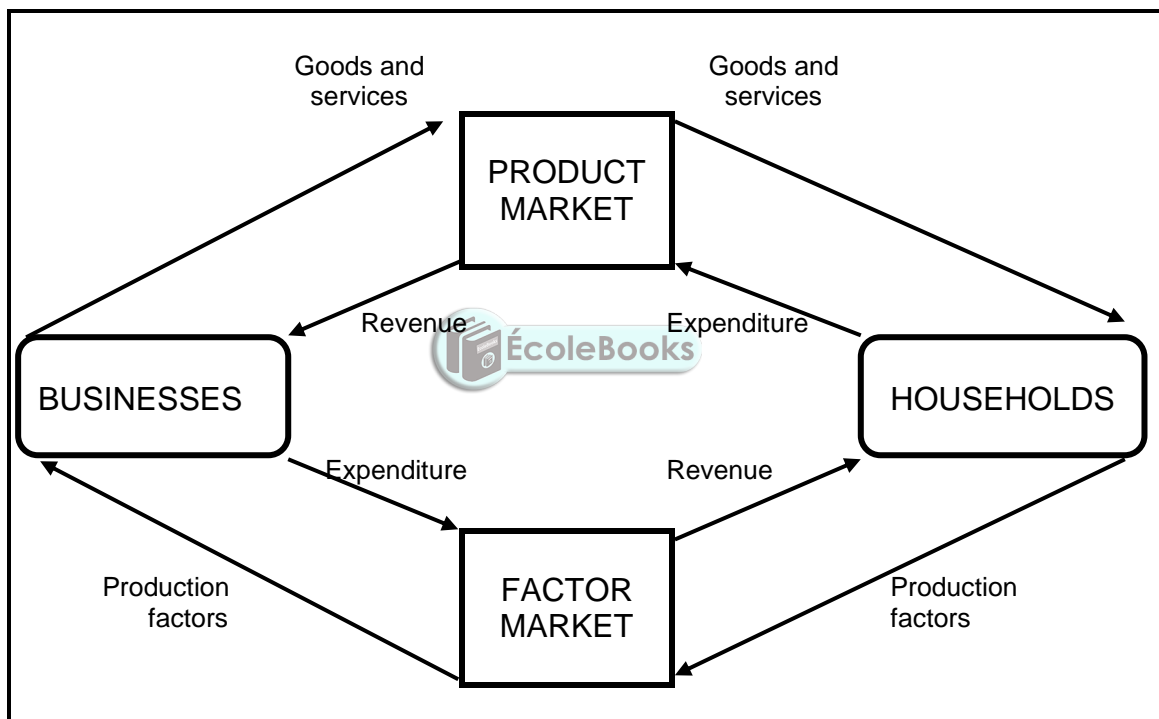 Goods and
services
Goods and
services
PRODUCT
MARKET
Revenue
Expenditure
ÉcoleBooks
BUSINESSES
HOUSEHOLDS
Expenditure
Revenue
Production
factors
FACTOR
MARKET
Production
factors